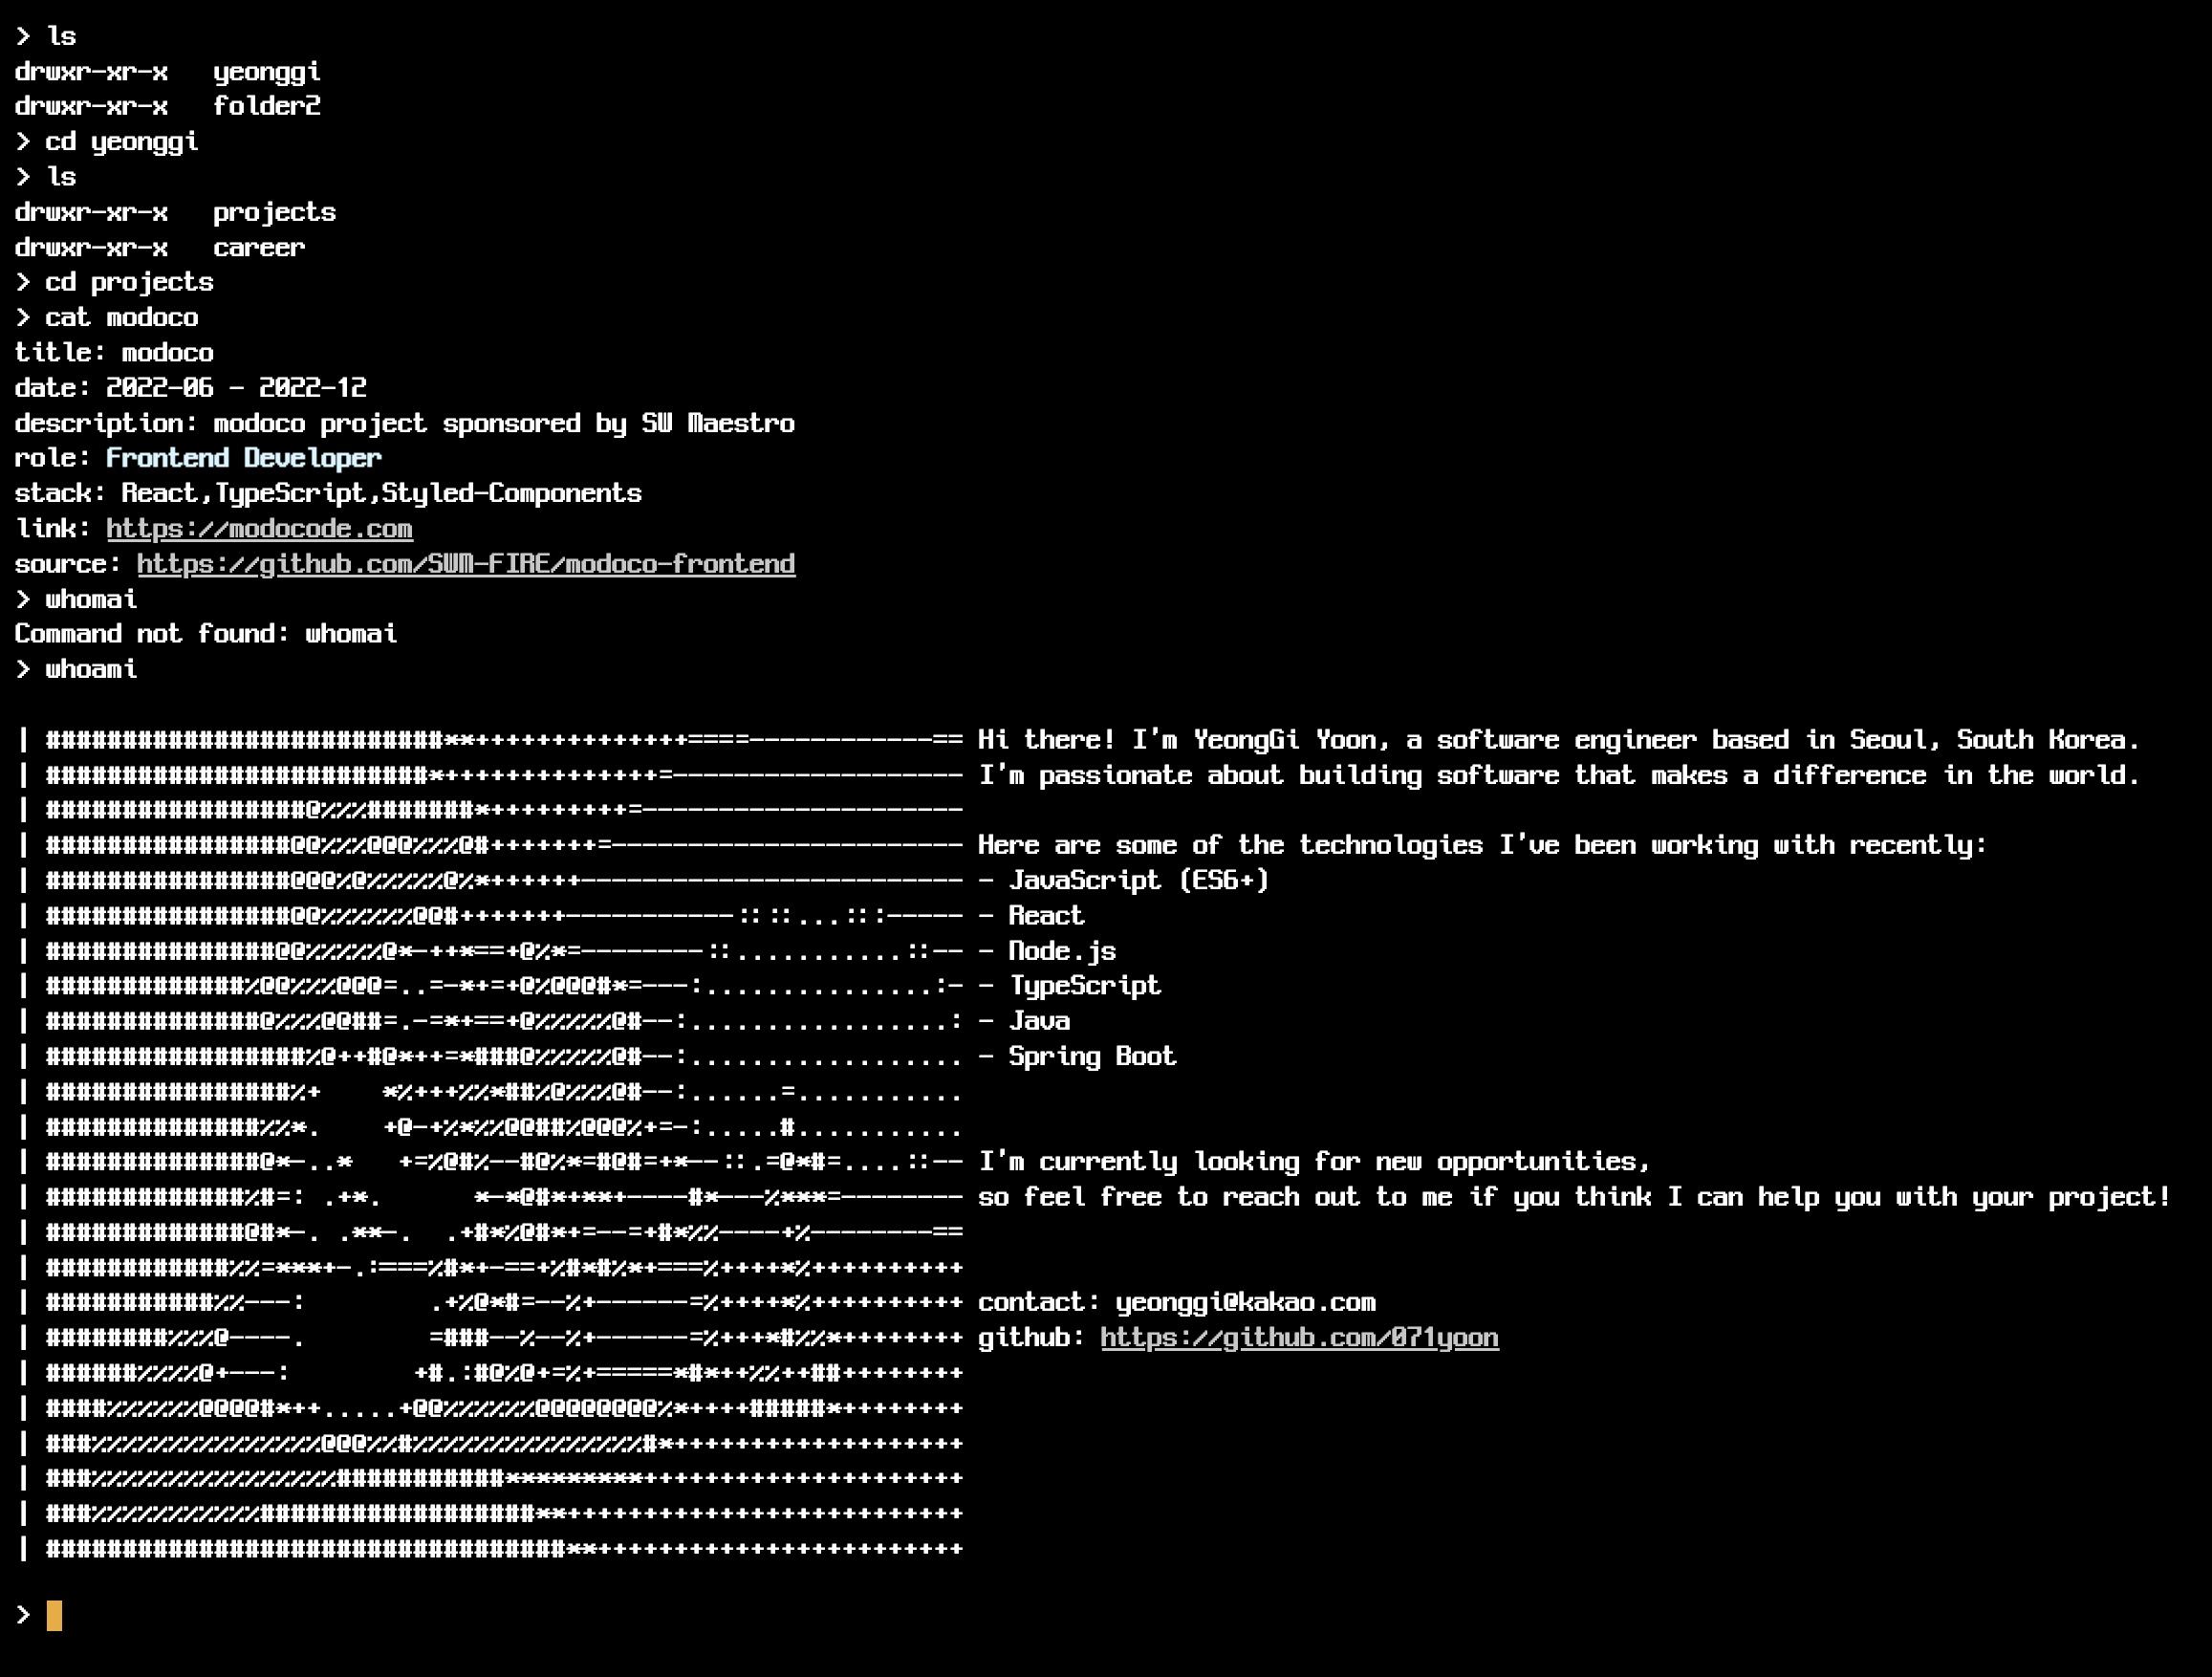 > ls
drwxr-xr-x   yeonggi
drwxr-xr-x   folder2
> cd yeonggi
> ls
drwxr-xr-x   projects
drwxr-xr-x   career
> cd projects
> cat modoco
title: modoco
date: 2022-06 - 2022-12
description: modoco project sponsored by SW Maestro
role: Frontend Developer
stack: React,TypeScript,Styled-Components
link: https://modocode.com
source: https://github.com/SWM-FIRE/modoco-frontend
> whomai
Command not found: whomai
> whoami
Hi there! I'm YeongGi Yoon, a software engineer based in Seoul, South Korea.
I'm passionate about building software that makes a difference in the world.
Here are some of the technologies I've been working with recently:
- JavaScript (ES6+)
- React
- Node.js
- TypeScript
- Java
- Spring Boot
I'm currently looking for new opportunities,
so feel free to reach out to me if you think I can help you with your project!
contact: yeonggi@kakao.com
github: https://github.com/071yoon
>